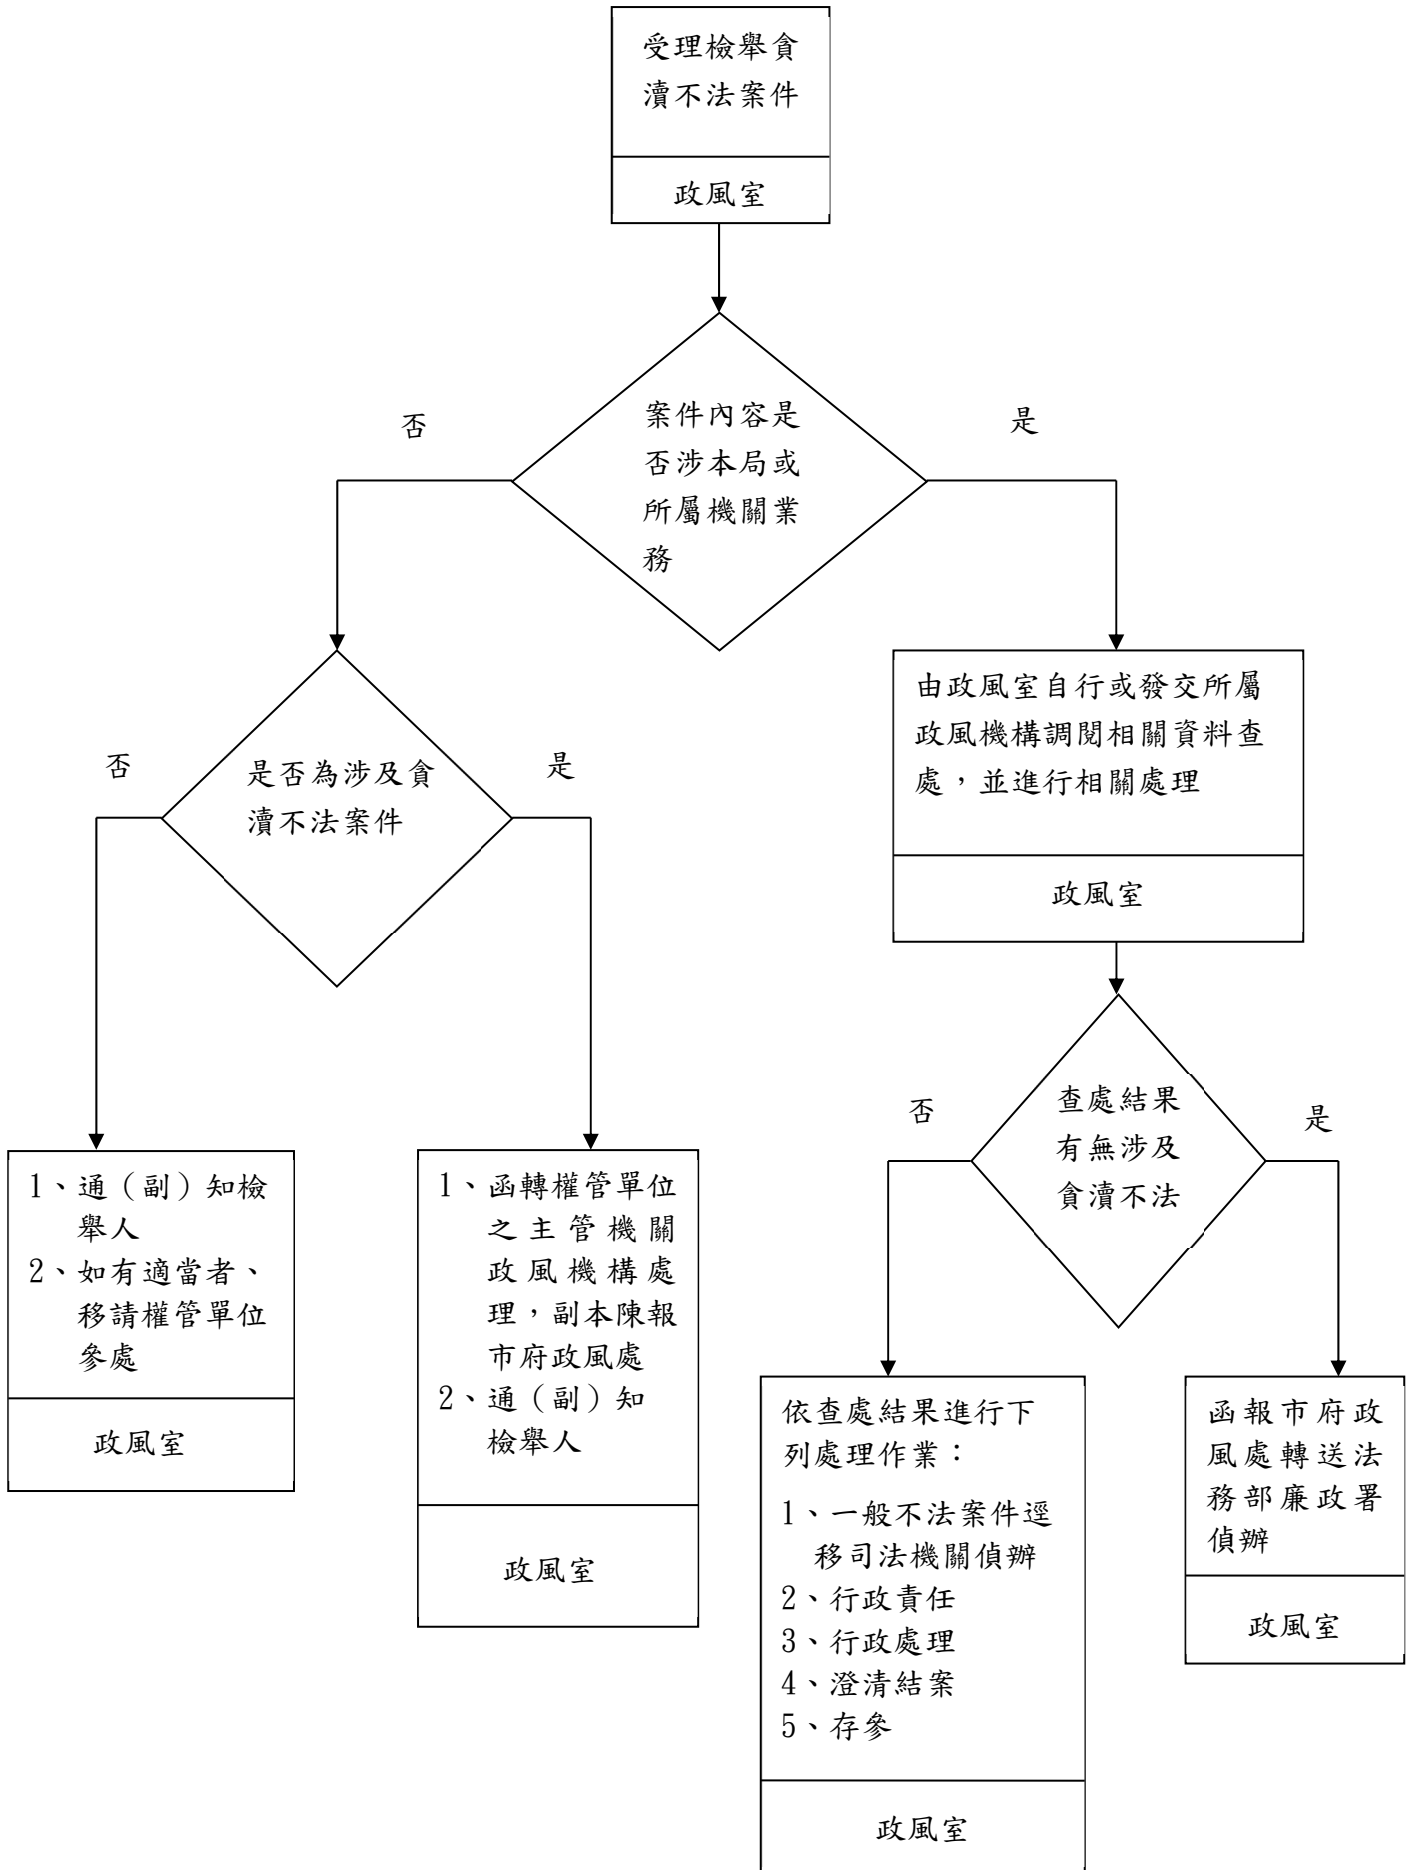 受理檢舉貪
瀆不法案件
政風室
案件內容是
否涉本局或
所屬機關業
務
否
是
是否為涉及貪
瀆不法案件
否
是
由政風室自行或發交所屬
政風機構調閱相關資料查
處，並進行相關處理
政風室
查處結果
有無涉及
貪瀆不法
否
是
1、通（副）知檢
舉人
2、如有適當者、
移請權管單位
參處
政風室
1、函轉權管單位
之主管機關
政風機構處
理，副本陳報
市府政風處
2、通（副）知
檢舉人
政風室
依查處結果進行下
列處理作業：
1、一般不法案件逕
移司法機關偵辦
2、行政責任
3、行政處理
4、澄清結案
5、存參
政風室
函報市府政
風處轉送法
務部廉政署
偵辦
政風室